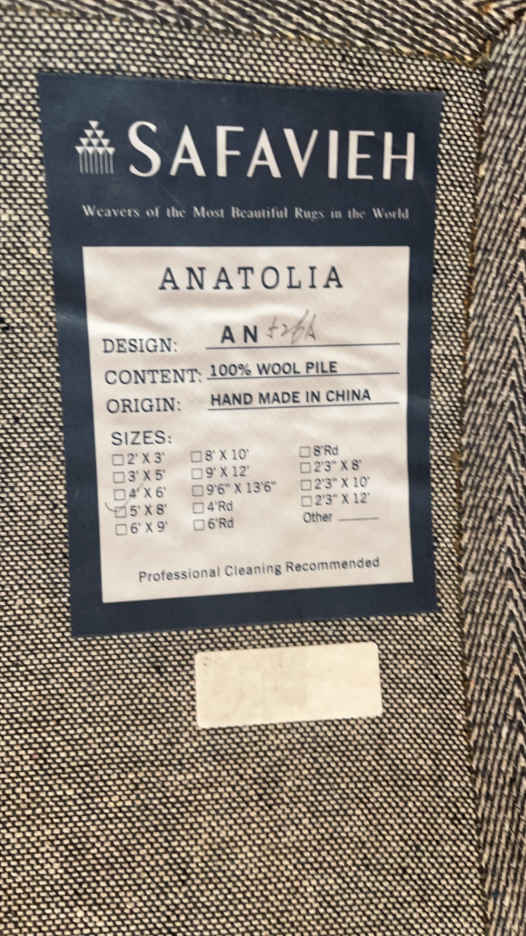 SAFAVIEH
Weavers of the Most Beautiful Rugs in the World
ANATOLIA
DESIGN: AN
CONTENT: 100% WOOL PILE
ORIGIN: HAND MADE IN CHINA
SIZES:
2' X 3' 8' X 10' 8'Rd
3' X 5' 9' X 12' 2'3" X 8'
4' X 6' 9'6" X 13'6" 2'3" X 10'
5' X 8' 4'Rd 2'3" X 12'
6' X 9' 6'Rd Other
Professional Cleaning Recommended